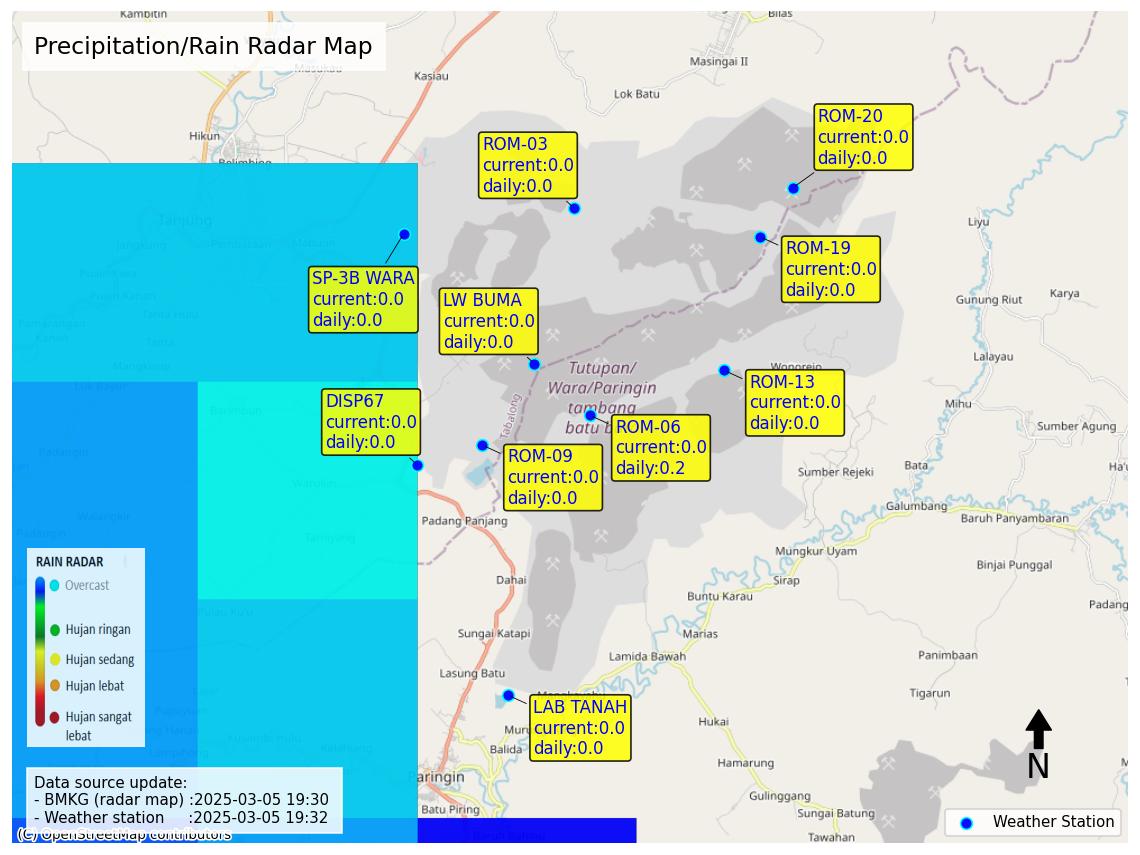 Kambitin
Bilas
Precipitation/Rain Radar Map
Masingai II
Masukau
Kasiau
Lok Batu
Hikun
Belimbing
ROM-20
current:0.0
daily:0.0
ROM-03
current:0.0
daily:0.0
Tanjung
Liyu
ROM-19
current:0.0
daily:0.0
SP-3B WARA
current:0.0
daily:0.0
LW BUMA
current:0.0
daily:0.0
Gunung Riut
Karya
Lalayau
Tutupan/
Wara/Paringin
tambang
batu b
Wonorejo
ROM-13
current:0.0
daily:0.0
Mihu
Tabalong
DISP67
current:0.0
daily:0.0
ROM-06
current:0.0
daily:0.2
Sumber Agung
ROM-09
current:0.0
daily:0.0
Sumber Rejeki
Bata
Ha'u
Galumbang
Baruh Panyambaran
Padang Panjang
Mungkur Uyam
Binjai Punggal
Dahai
Sirap
Buntu Karau
Padang
RAIN RADAR
Overcast
Hujan ringan
Hujan sedang
Hujan lebat
Hujan sangat
lebat
Sungai Katapi
Marias
Lamida Bawah
Panimbaan
Lasung Batu
Tigarun
LAB TANAH
current:0.0
daily:0.0
Muru
Balida
Hukai
Hamarung
N
Paringin
Gulinggang
Batu Piring
Sungai Batung
Tawahan
Data source update:
- BMKG (radar map) :2025-03-05 19:30
- Weather station :2025-03-05 19:32
(C) OpenStreetMap contributors
Weather Station